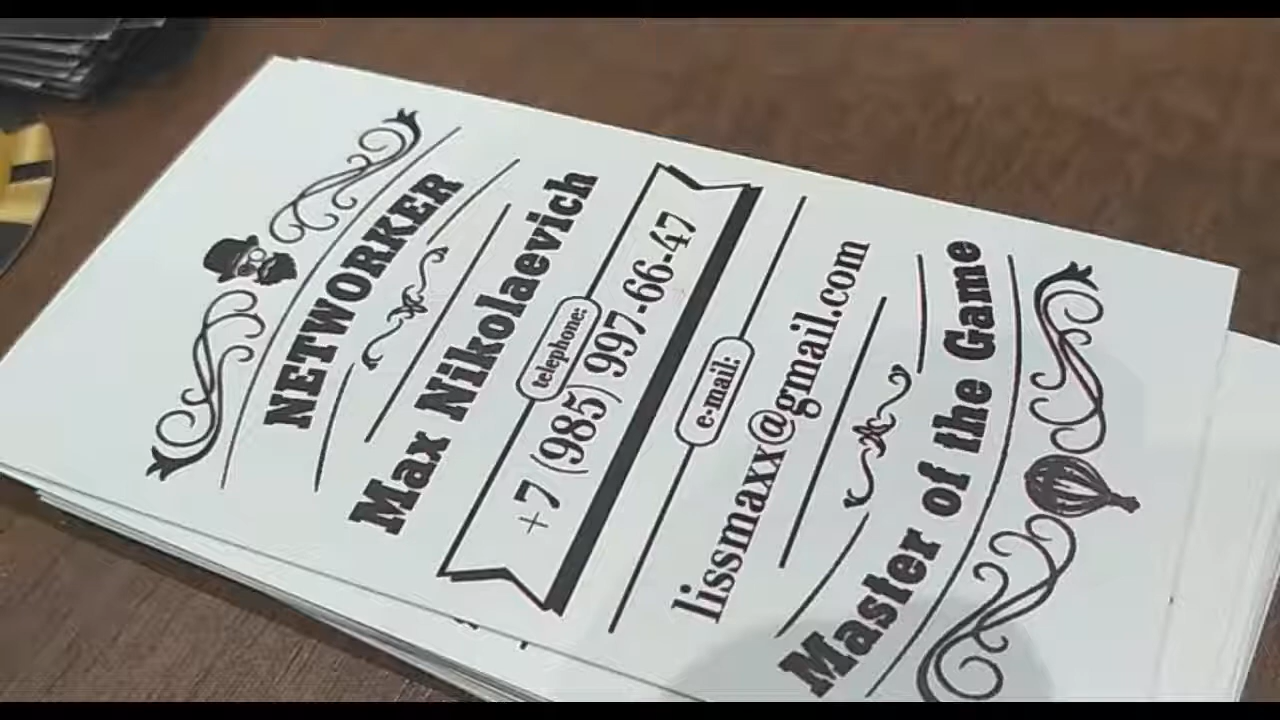 NETWORKER
Max Nikolaevich
telephone:
+7 (985) 997-66-47
e-mail:
lissmaxx@gmail.com
Master of the Game